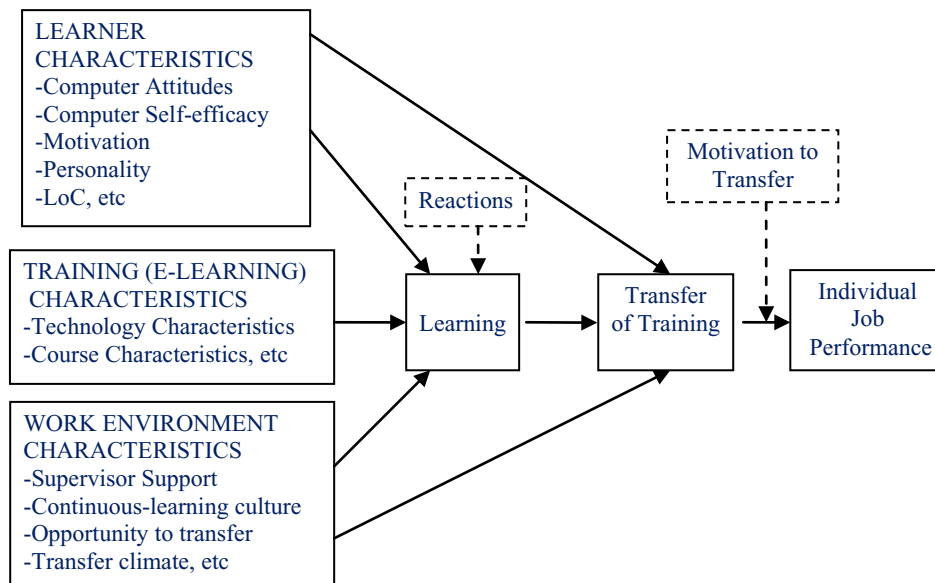 LEARNER
CHARACTERISTICS
-Computer Attitudes
-Computer Self-efficacy
-Motivation
-Personality
-LoC, etc
Motivation to
Transfer
Reactions
TRAINING (E-LEARNING)
CHARACTERISTICS
-Technology Characteristics
-Course Characteristics, etc
Learning
Transfer
of Training
Individual
Job
Performance
WORK ENVIRONMENT
CHARACTERISTICS
-Supervisor Support
-Continuous-learning culture
-Opportunity to transfer
-Transfer climate, etc